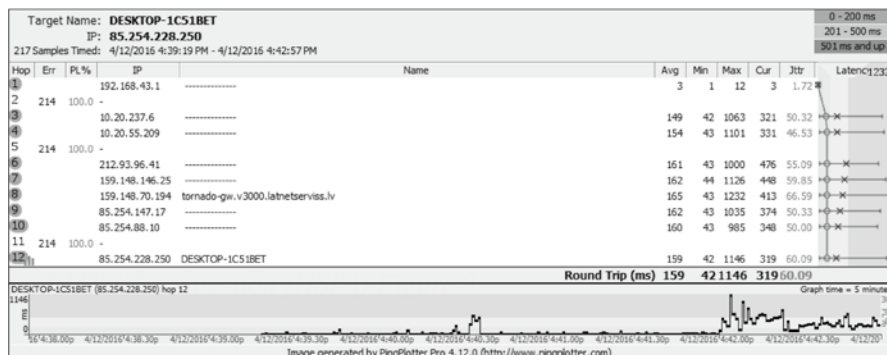 Target Name: DESKTOP-1C51BET
IP: 85.254.228.250
217 Samples Timed: 4/12/2016 4:39:19 PM - 4/12/2016 4:42:57 PM
0 - 200 ms
201 - 500 ms
501 ms and up
Hop Err PL% IP Name Avg Min Max Cur Jttr Latency 1232
1 192.168.43.1 ------------- 3 1 12 3 1.72
2 214 100.0 -
3 10.20.237.6 ------------- 149 42 1063 321 50.32
4 10.20.55.209 ------------- 154 43 1101 331 46.53
5 214 100.0 -
6 212.93.96.41 ------------- 161 43 1000 476 55.09
7 159.148.146.25 ------------- 162 44 1126 448 59.85
8 159.148.70.194 tornado-gw.v3000.latnetserviss.lv 165 43 1232 413 66.59
9 85.254.147.17 ------------- 162 43 1035 374 50.33
10 85.254.88.10 ------------- 160 43 985 348 50.00
11 214 100.0 -
12 85.254.228.250 DESKTOP-1C51BET 159 42 1146 319 60.09
Round Trip (ms) 159 42 1146 319 60.09
DESKTOP-1C51BET (85.254.228.250) hop 12 Graph time = 5 minute
1146
ms
0
16 4:38.00p 4/12/2016 4:38.30p 4/12/2016 4:39.00p 4/12/2016 4:39.30p 4/12/2016 4:40.00p 4/12/2016 4:40.30p 4/12/2016 4:41.00p 4/12/2016 4:41.30p 4/12/2016 4:42.00p 4/12/2016 4:42.30p 4/12/201
Image generated by PingPlotter Pro 4.12.0 (http://www.pingplotter.com)